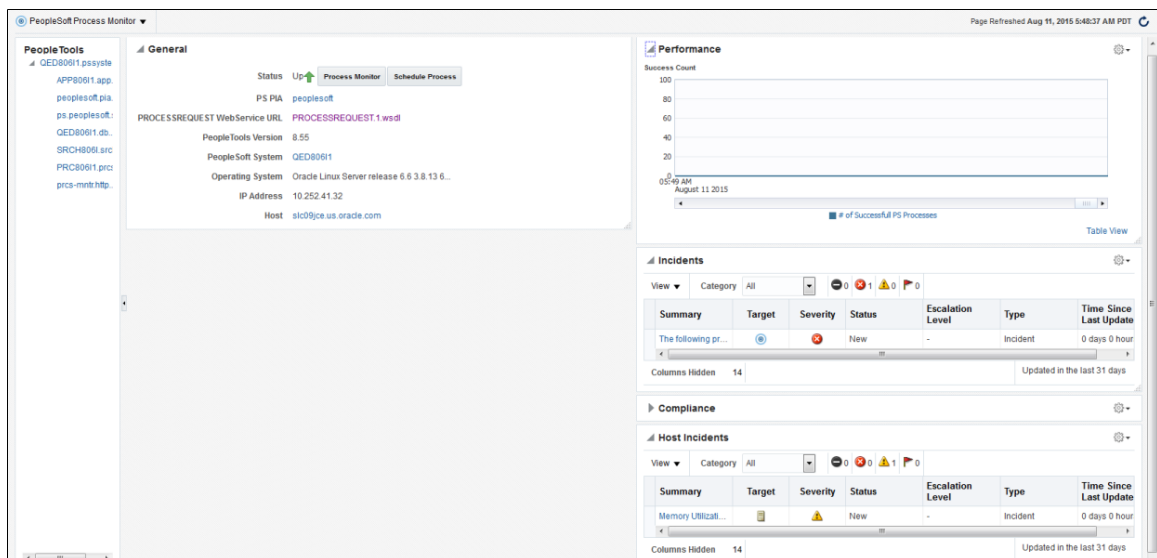 PeopleSoft Process Monitor
Page Refreshed Aug 11, 2015 5:48:37 AM PDT
PeopleTools
QED806I1.pssyste
APP806I1.app.
peoplesoft.pia.
ps.peoplesoft.:
QED806I1.db..
SRCH806I.src
PRC806I1.prcs
prcs-mntr.http..
General
Status Up Process Monitor Schedule Process
PS PIA peoplesoft
PROCESSREQUEST WebService URL PROCESSREQUEST.1.wsdl
PeopleTools Version 8.55
PeopleSoft System QED806I1
Operating System Oracle Linux Server release 6.6 3.8.13 6...
IP Address 10.252.41.32
Host slc09jce.us.oracle.com
Performance
Success Count
100
80
60
40
20
0
05:49 AM
August 11 2015
# of Successfull PS Processes
Table View
Incidents
View Category All 0 1 0 0
Summary Target Severity Status Escalation Level Type Time Since Last Update
The following pr... New - Incident 0 days 0 hour
Columns Hidden 14 Updated in the last 31 days
Compliance
Host Incidents
View Category All 0 0 1 0
Summary Target Severity Status Escalation Level Type Time Since Last Update
Memory Utilizati... New - Incident 0 days 0 hour
Columns Hidden 14 Updated in the last 31 days